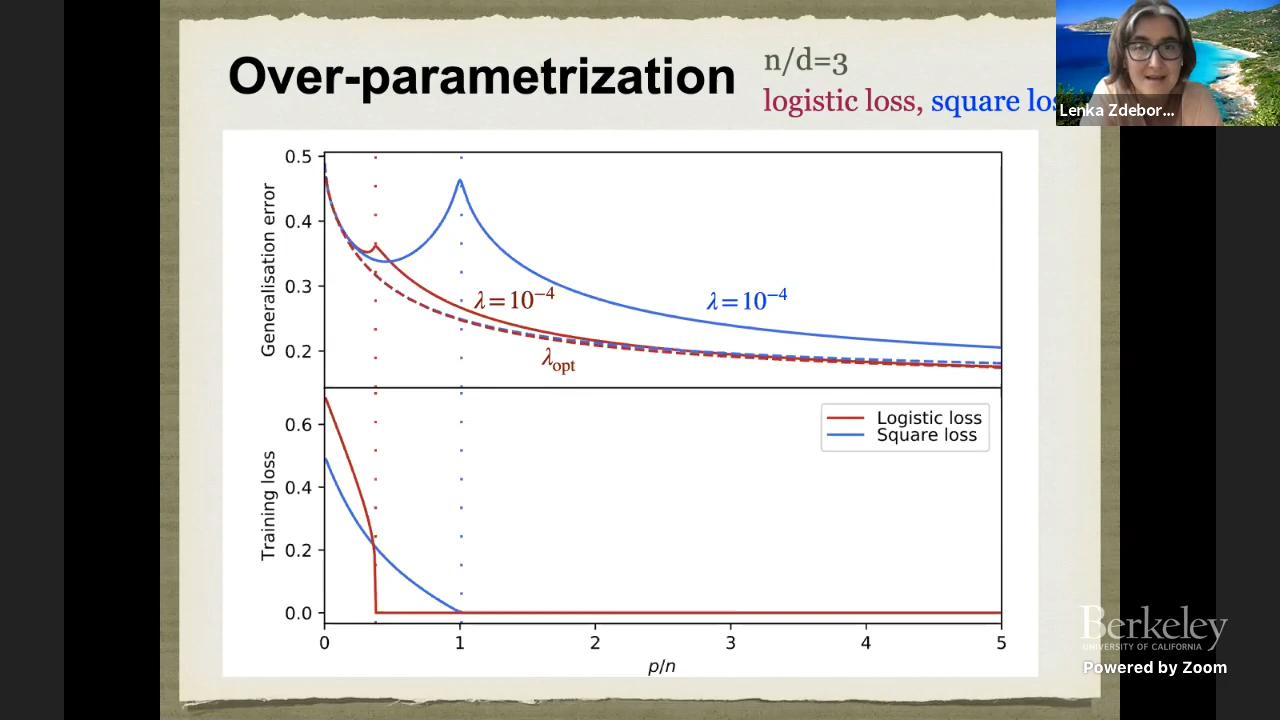 Over-parametrization
n/d=3
logistic loss, square los
Lenka Zdebor...
0.5
0.4
0.3
0.2
Generalisation error
λ=10⁻⁴
λ=10⁻⁴
λopt
0.6
0.4
0.2
0.0
Training loss
Logistic loss
Square loss
0 1 2 3 4 5
p/n
Berkeley
UNIVERSITY OF CALIFORNIA
Powered by Zoom